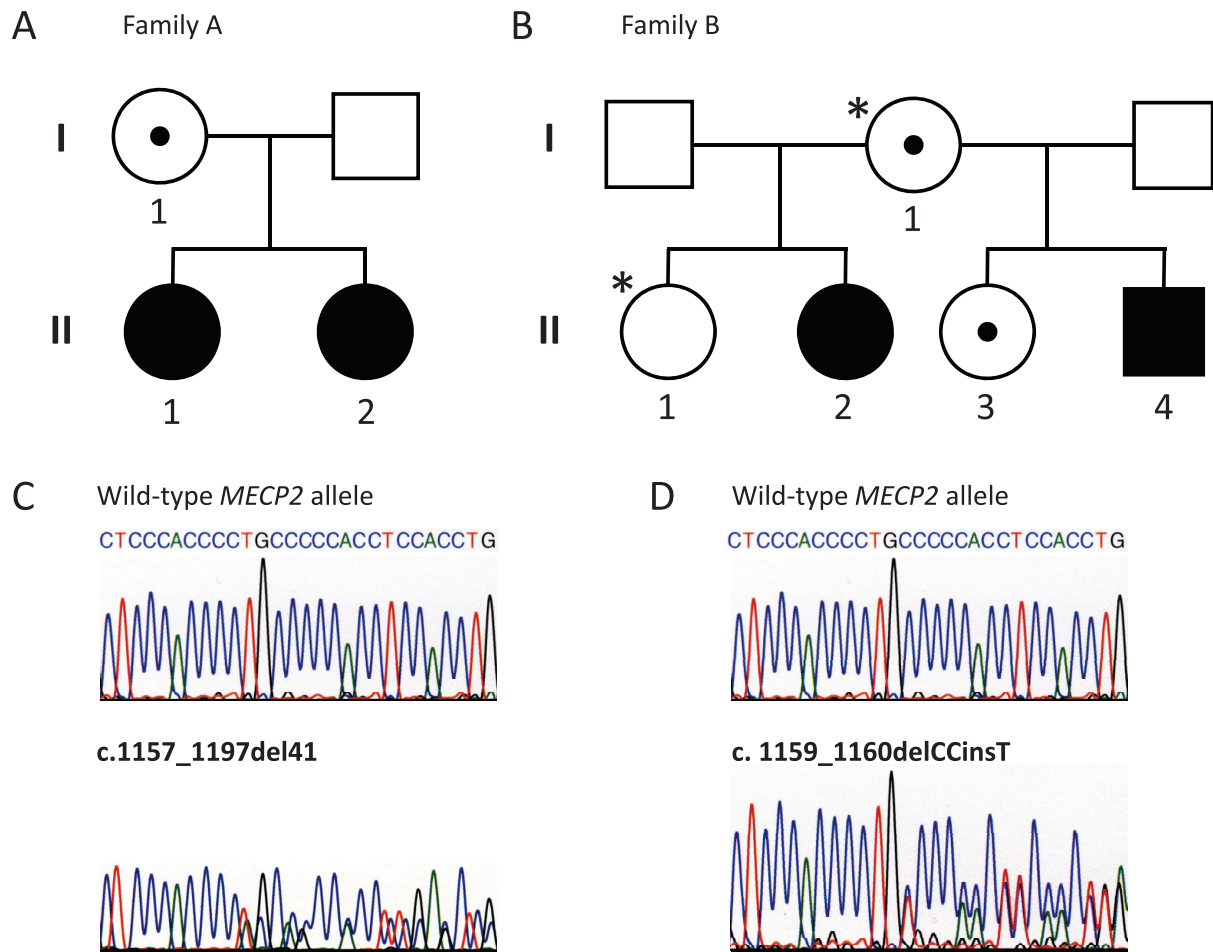 A Family A
B Family B
I
1
II
1 2
I
*
1
II
*
1 2 3 4
C Wild-type MECP2 allele
CTCCCACCCCTGCCCCCACCTCCACCTG
c.1157_1197del41
D Wild-type MECP2 allele
CTCCCACCCCTGCCCCCACCTCCACCTG
c. 1159_1160delCCinsT